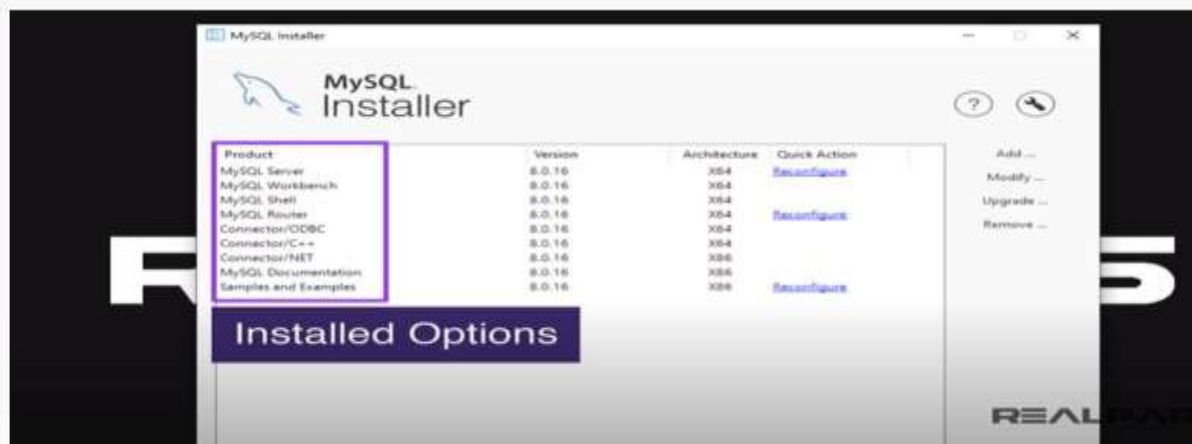 MySQL Installer
MySQL
Installer
Product Version Architecture Quick Action
MySQL Server 8.0.16 X64 Reconfigure
MySQL Workbench 8.0.16 X64
MySQL Shell 8.0.16 X64
MySQL Router 8.0.16 X64 Reconfigure
Connector/ODBC 8.0.16 X64
Connector/C++ 8.0.16 X64
Connector/NET 8.0.16 X86
MySQL Documentation 8.0.16 X86
Samples and Examples 8.0.16 X86 Reconfigure
Add ...
Modify ...
Upgrade ...
Remove ...
Installed Options